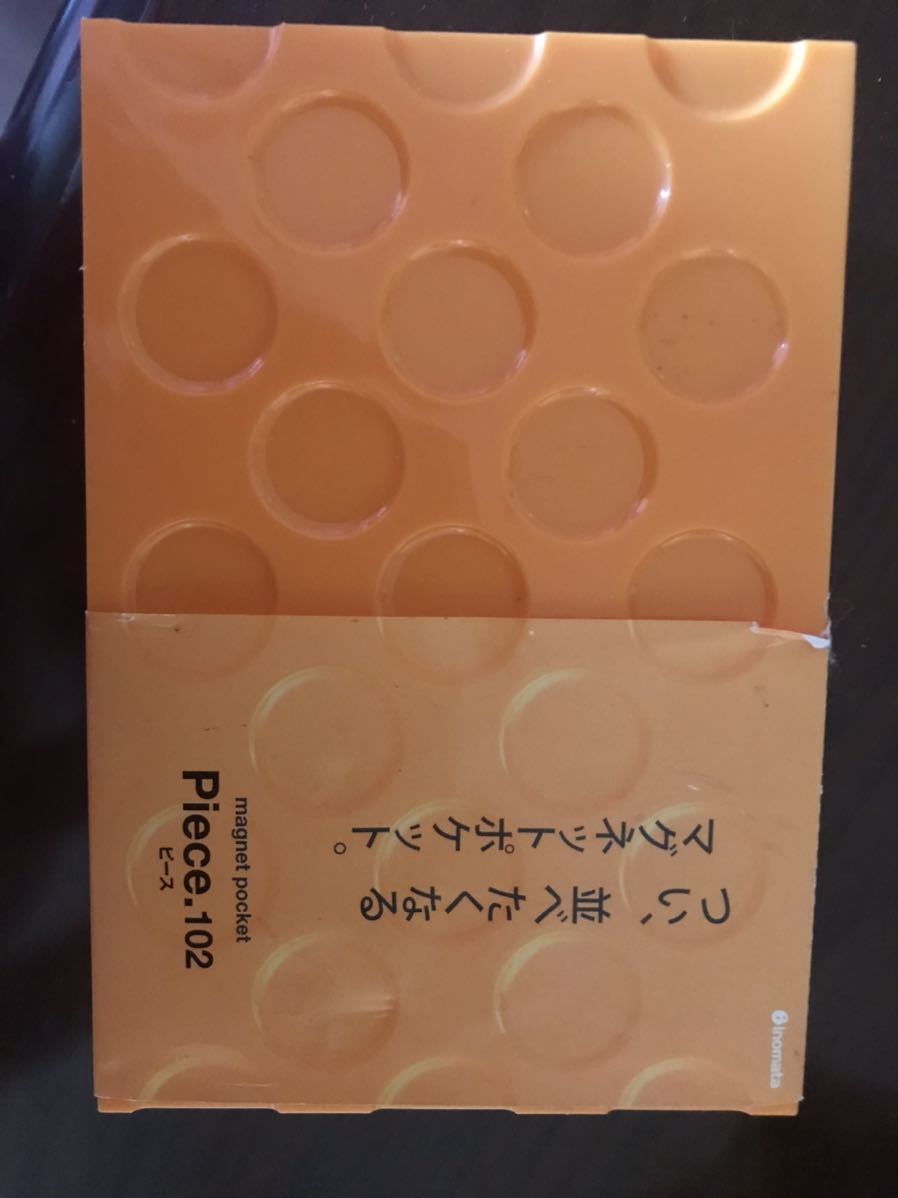 つい、並べたくなる
マグネットポケット。
magnet pocket
Piece.102
ピース
Inomata